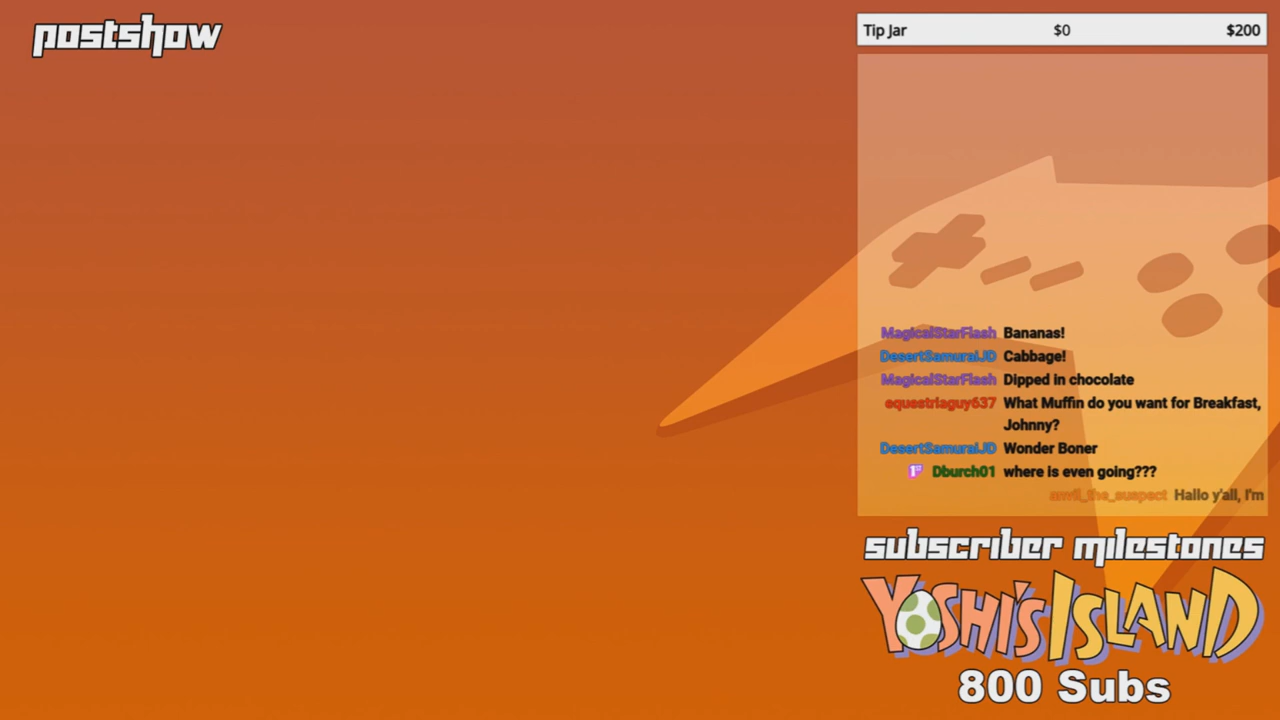 postshow
Tip Jar $0 $200
MagicalStarFlash Bananas!
DesertSamuraiJD Cabbage!
MagicalStarFlash Dipped in chocolate
equestriaguy637 What Muffin do you want for Breakfast,
Johnny?
DesertSamuraiJD Wonder Boner
Dburch01 where is even going???
anvil_the_suspect Hallo y'all, I'm
subscriber milestones
YOSHI'S ISLAND
800 Subs